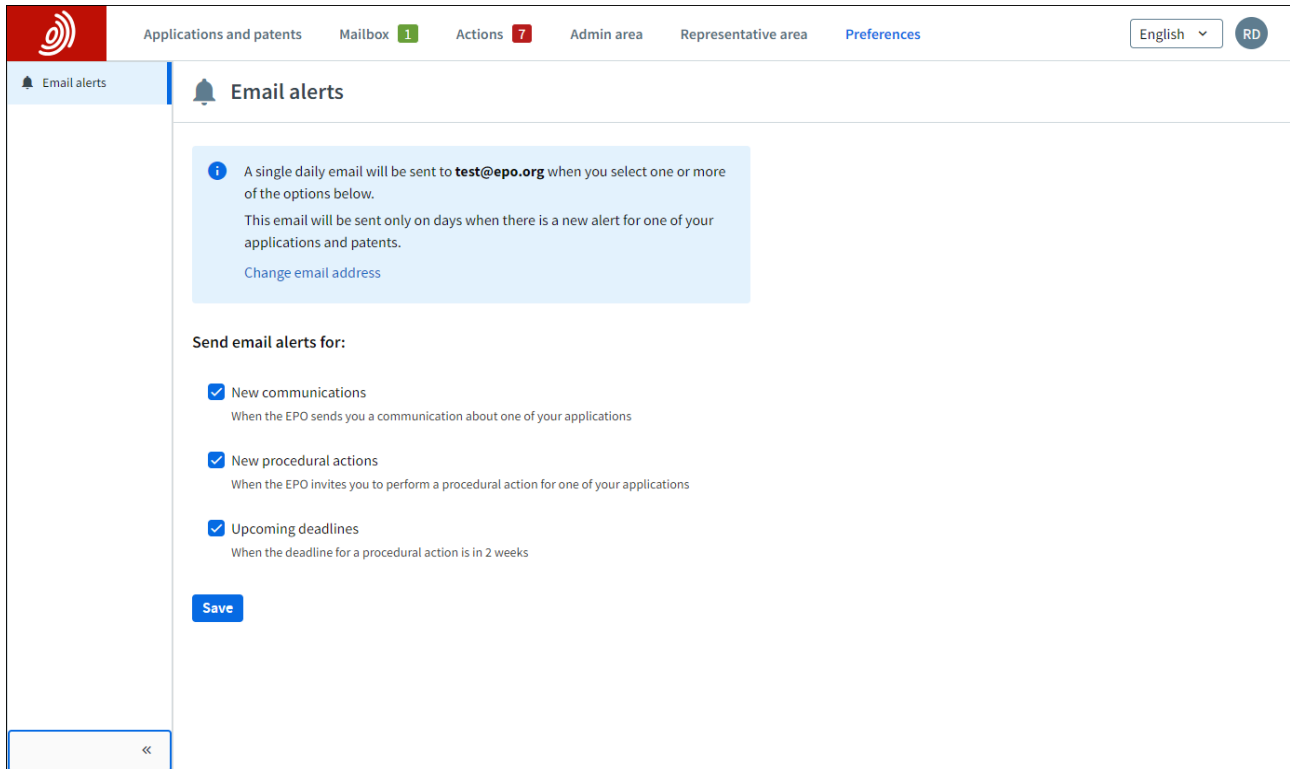 Applications and patents Mailbox 1 Actions 7 Admin area Representative area Preferences English RD
Email alerts
Email alerts
A single daily email will be sent to test@epo.org when you select one or more
of the options below.
This email will be sent only on days when there is a new alert for one of your
applications and patents.
Change email address
Send email alerts for:
New communications
When the EPO sends you a communication about one of your applications
New procedural actions
When the EPO invites you to perform a procedural action for one of your applications
Upcoming deadlines
When the deadline for a procedural action is in 2 weeks
Save
«